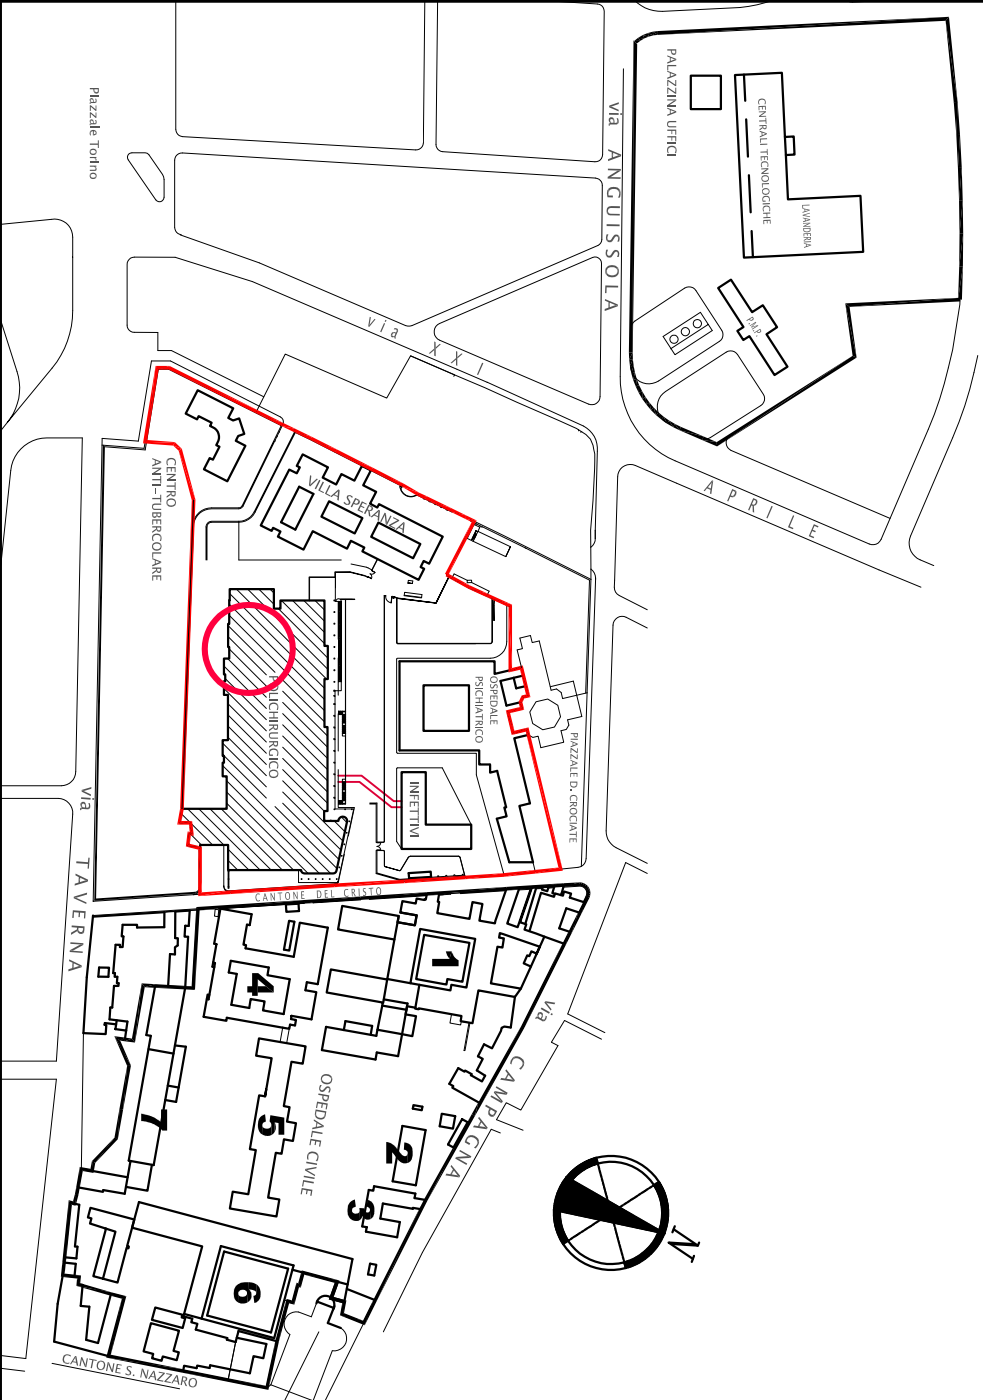 PALAZZINA UFFICI
CENTRALI TECNOLOGICHE
LAVANDERIA
P.M.P.
Piazzale Torino
via ANGUISSOLA
via XXI APRILE
CENTRO
ANTI-TUBERCOLARE
VILLA SPERANZA
OSPEDALE
PSICHIATRICO
POLICHIRURGICO
INFETTIVI
PIAZZALE D. CROCIATE
via TAVERNA
CANTONE DEL CRISTO
via CAMPAGNA
1
4
OSPEDALE CIVILE
5
7
2
3
6
N
CANTONE S. NAZZARO